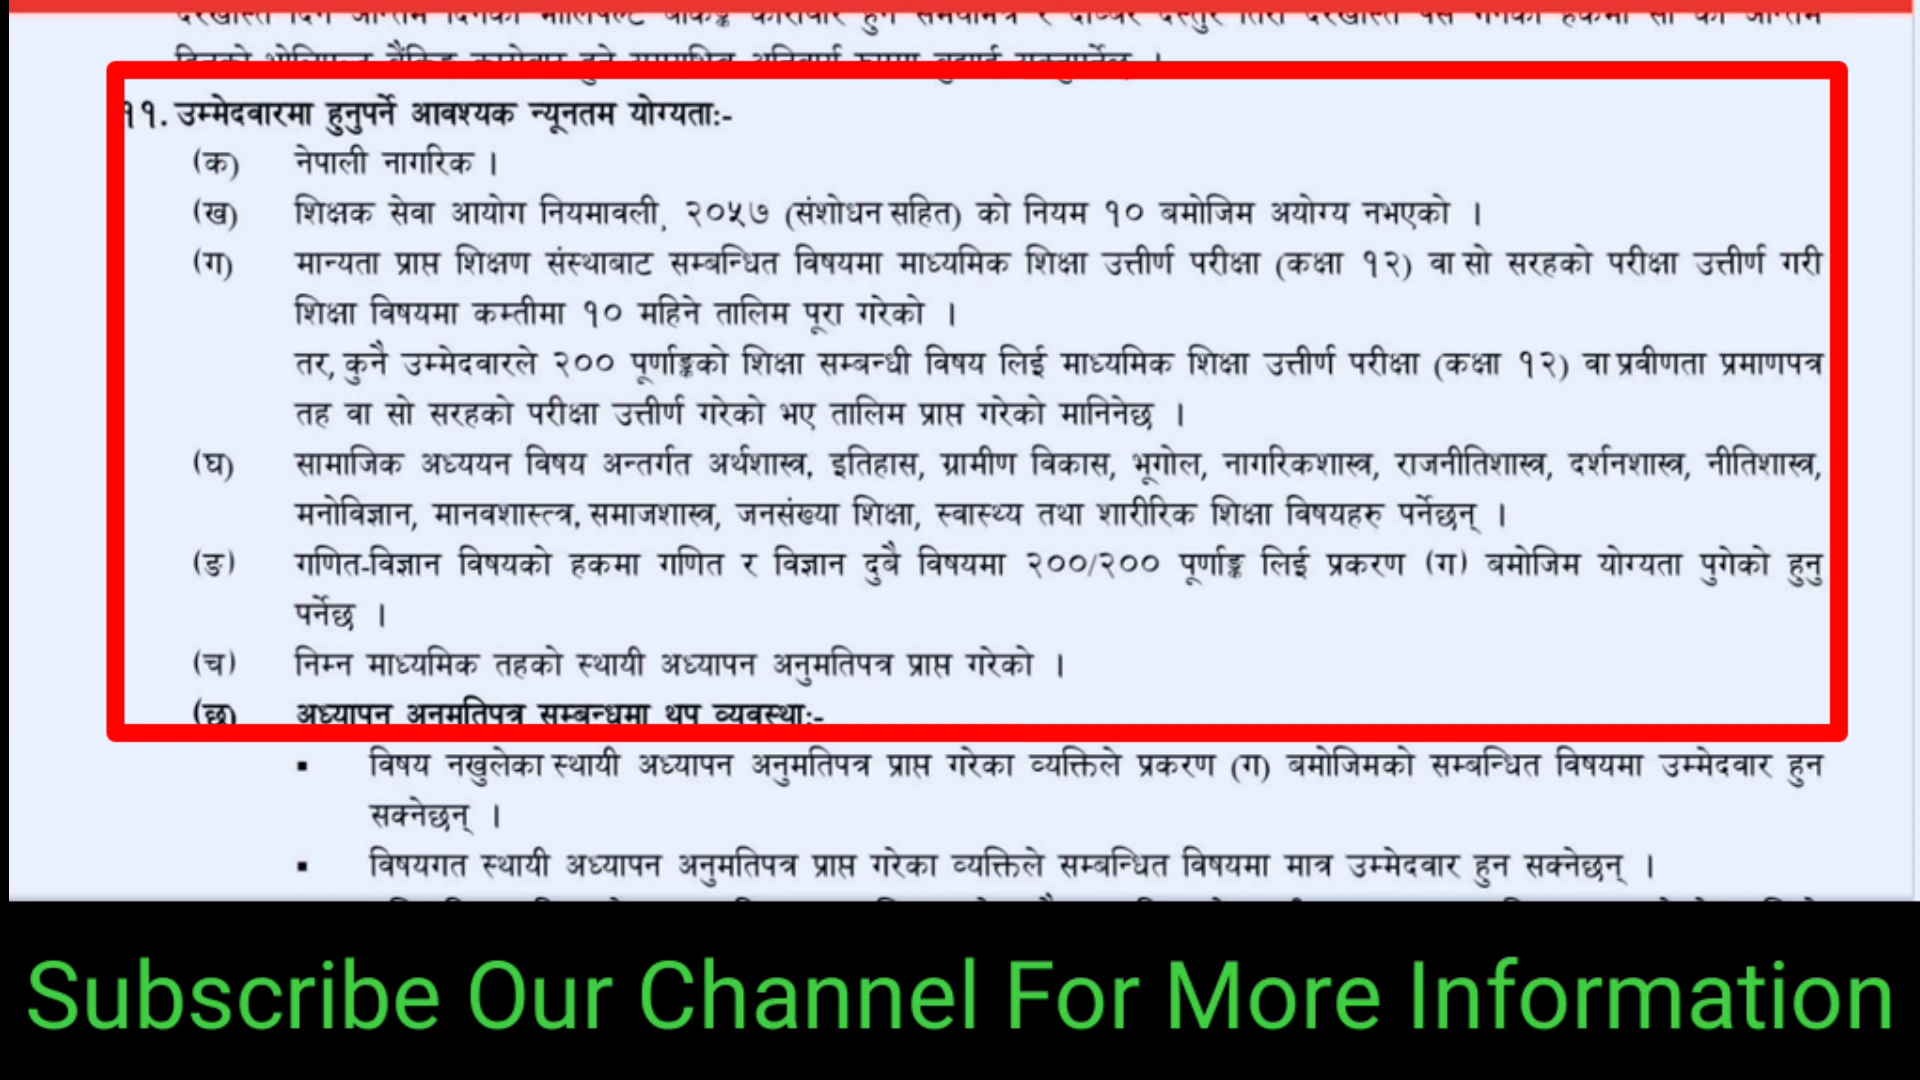 ११. उम्मेदवारमा हुनुपर्ने आवश्यक न्यूनतम योग्यताः-
(क) नेपाली नागरिक ।
(ख) शिक्षक सेवा आयोग नियमावली, २०५७ (संशोधन सहित) को नियम १० बमोजिम अयोग्य नभएको ।
(ग) मान्यता प्राप्त शिक्षण संस्थाबाट सम्बन्धित विषयमा माध्यमिक शिक्षा उत्तीर्ण परीक्षा (कक्षा १२) वा सो सरहको परीक्षा उत्तीर्ण गरी
शिक्षा विषयमा कम्तीमा १० महिने तालिम पूरा गरेको ।
तर, कुनै उम्मेदवारले २०० पूर्णाङ्कको शिक्षा सम्बन्धी विषय लिई माध्यमिक शिक्षा उत्तीर्ण परीक्षा (कक्षा १२) वा प्रवीणता प्रमाणपत्र
तह वा सो सरहको परीक्षा उत्तीर्ण गरेको भए तालिम प्राप्त गरेको मानिनेछ ।
(घ) सामाजिक अध्ययन विषय अन्तर्गत अर्थशास्त्र, इतिहास, ग्रामीण विकास, भूगोल, नागरिकशास्त्र, राजनीतिशास्त्र, दर्शनशास्त्र, नीतिशास्त्र,
मनोविज्ञान, मानवशास्त्त्र, समाजशास्त्र, जनसंख्या शिक्षा, स्वास्थ्य तथा शारीरिक शिक्षा विषयहरु पर्नेछन् ।
(ङ) गणित-विज्ञान विषयको हकमा गणित र विज्ञान दुबै विषयमा २००/२०० पूर्णाङ्क लिई प्रकरण (ग) बमोजिम योग्यता पुगेको हुनु
पर्नेछ ।
(च) निम्न माध्यमिक तहको स्थायी अध्यापन अनुमतिपत्र प्राप्त गरेको ।
(छ) अध्यापन अनुमतिपत्र सम्बन्धमा थप व्यवस्थाः-
▪ विषय नखुलेका स्थायी अध्यापन अनुमतिपत्र प्राप्त गरेका व्यक्तिले प्रकरण (ग) बमोजिमको सम्बन्धित विषयमा उम्मेदवार हुन
सक्नेछन् ।
▪ विषयगत स्थायी अध्यापन अनुमतिपत्र प्राप्त गरेका व्यक्तिले सम्बन्धित विषयमा मात्र उम्मेदवार हुन सक्नेछन् ।
Subscribe Our Channel For More Information